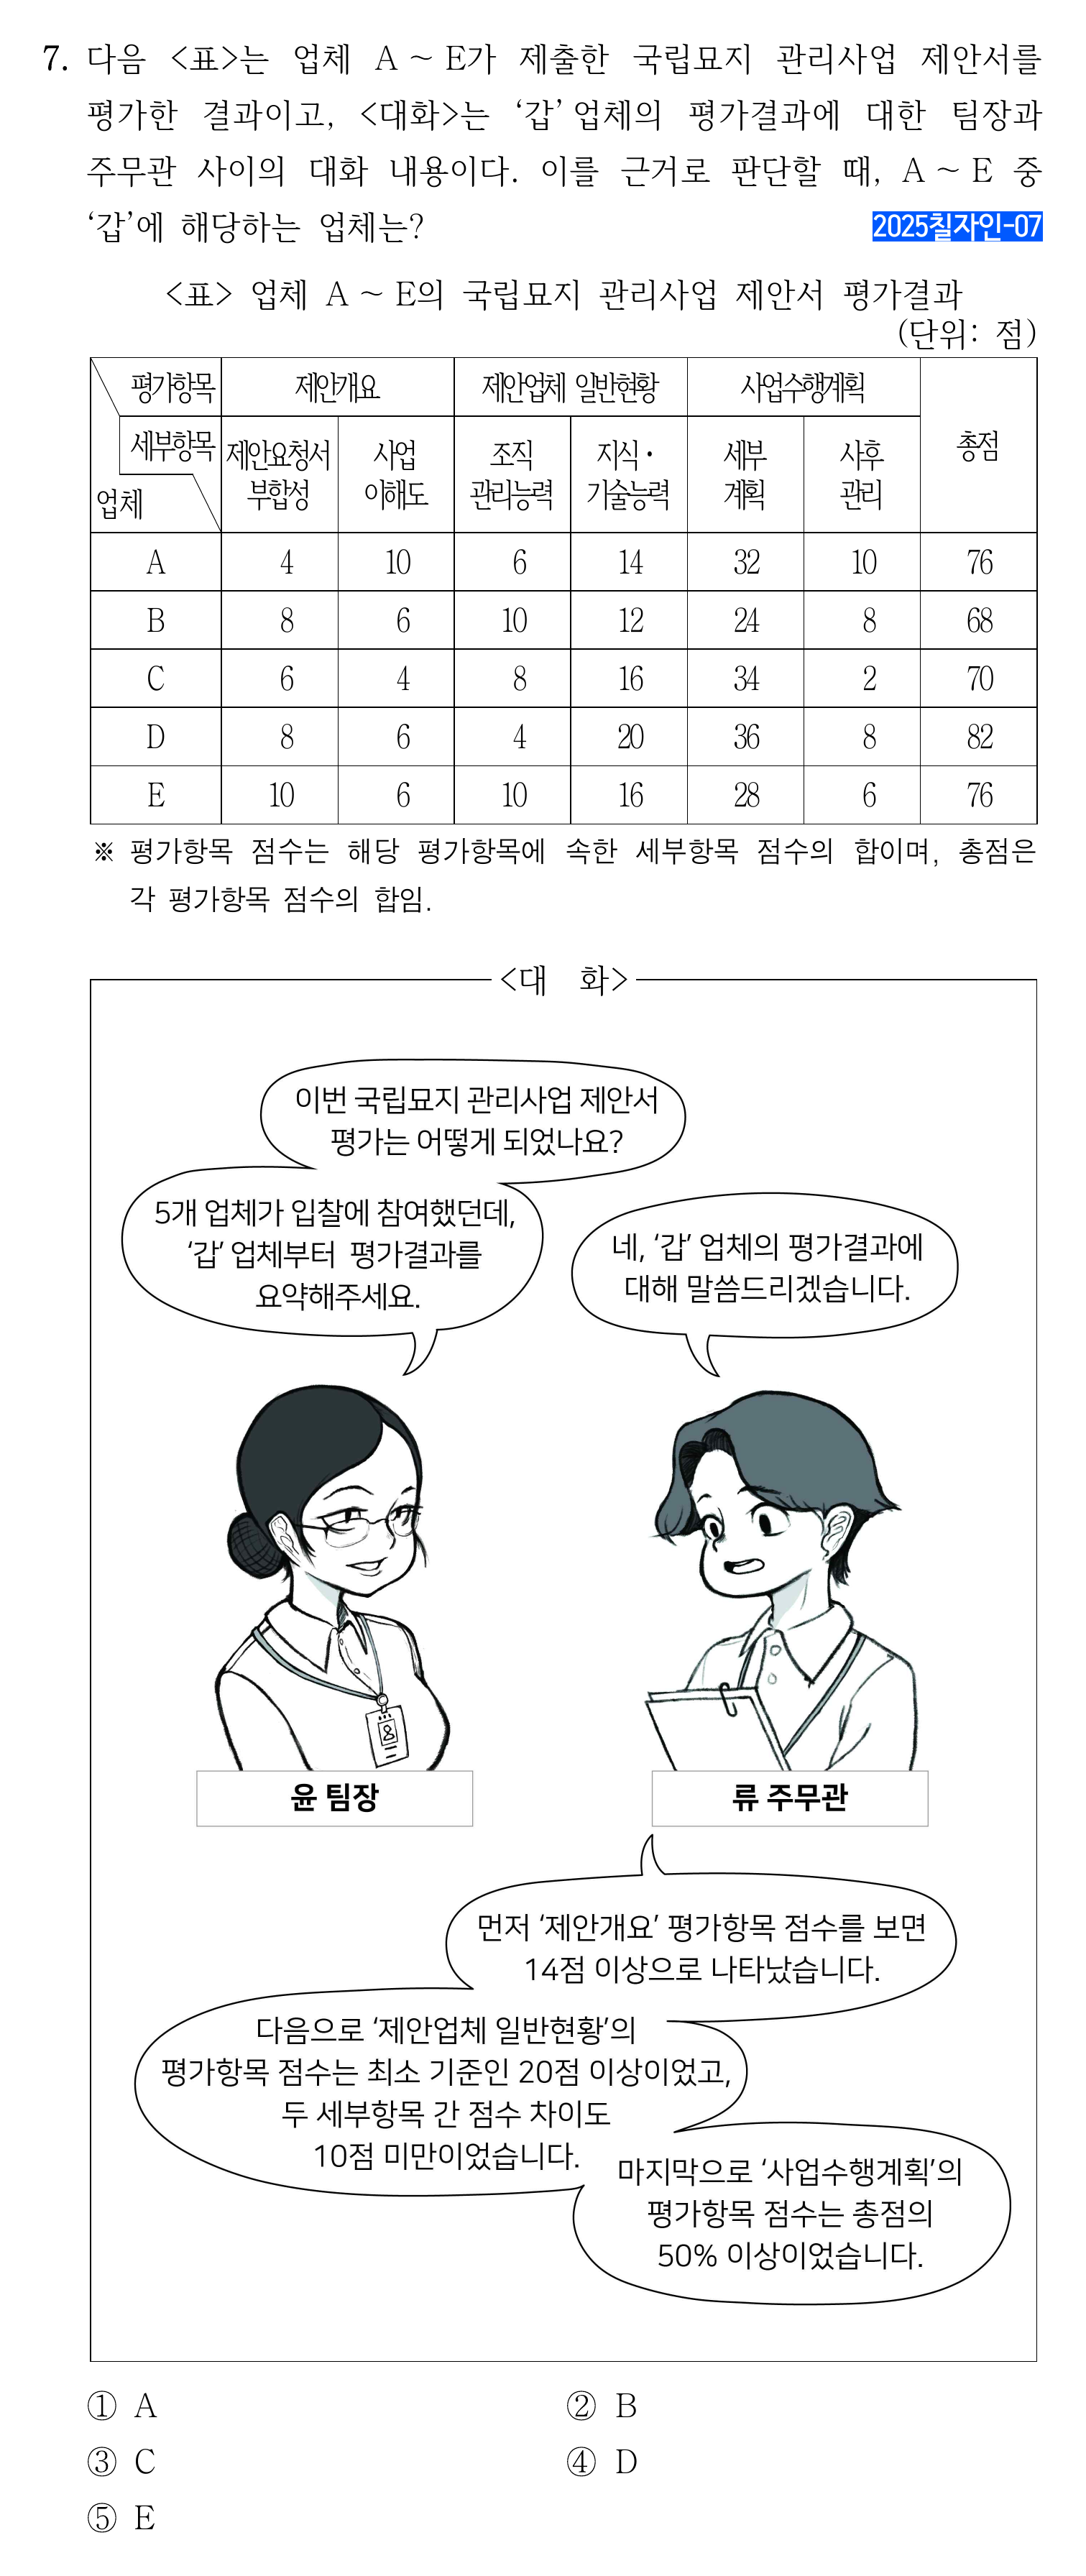 7. 다음 <표>는 업체 A ~ E가 제출한 국립묘지 관리사업 제안서를
평가한 결과이고, <대화>는 ‘갑’ 업체의 평가결과에 대한 팀장과
주무관 사이의 대화 내용이다. 이를 근거로 판단할 때, A ~ E 중
‘갑’에 해당하는 업체는?
2025칠자인-07
<표> 업체 A ~ E의 국립묘지 관리사업 제안서 평가결과
(단위: 점)
평가항목 제안개요 제안업체 일반현황 사업수행계획 총점
세부항목 제안요청서 사업 조직 지식· 세부 사후
업체 부합성 이해도 관리능력 기술능력 계획 관리
A 4 10 6 14 32 10 76
B 8 6 10 12 24 8 68
C 6 4 8 16 34 2 70
D 8 6 4 20 36 8 82
E 10 6 10 16 28 6 76
※ 평가항목 점수는 해당 평가항목에 속한 세부항목 점수의 합이며, 총점은
각 평가항목 점수의 합임.
<대 화>
이번 국립묘지 관리사업 제안서
평가는 어떻게 되었나요?
5개 업체가 입찰에 참여했던데,
‘갑’ 업체부터 평가결과를
요약해주세요.
네, ‘갑’ 업체의 평가결과에
대해 말씀드리겠습니다.
윤 팀장
류 주무관
먼저 ‘제안개요’ 평가항목 점수를 보면
14점 이상으로 나타났습니다.
다음으로 ‘제안업체 일반현황’의
평가항목 점수는 최소 기준인 20점 이상이었고,
두 세부항목 간 점수 차이도
10점 미만이었습니다.
마지막으로 ‘사업수행계획’의
평가항목 점수는 총점의
50% 이상이었습니다.
① A
② B
③ C
④ D
⑤ E